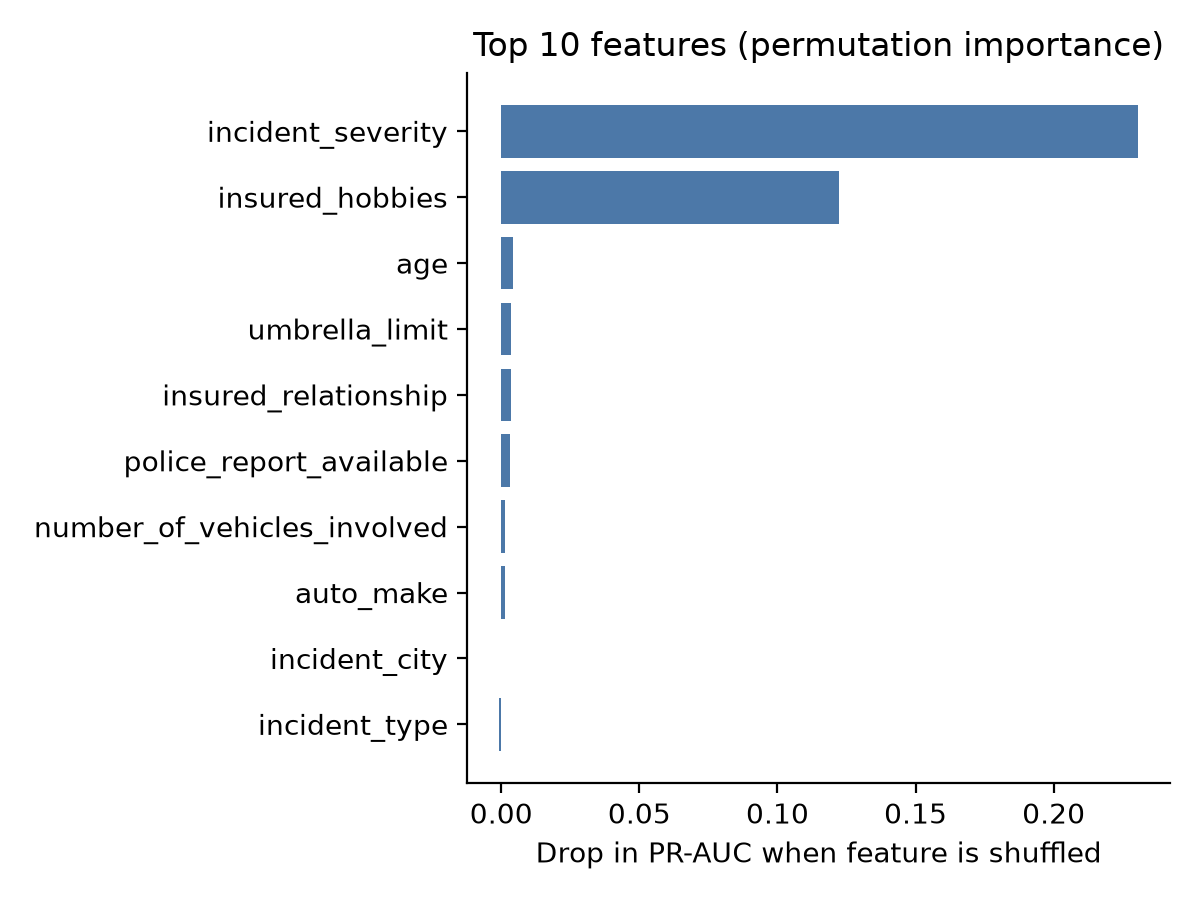 Top 10 features (permutation importance)
incident_severity
insured_hobbies
age
umbrella_limit
insured_relationship
police_report_available
number_of_vehicles_involved
auto_make
incident_city
incident_type
0.00 0.05 0.10 0.15 0.20
Drop in PR-AUC when feature is shuffled